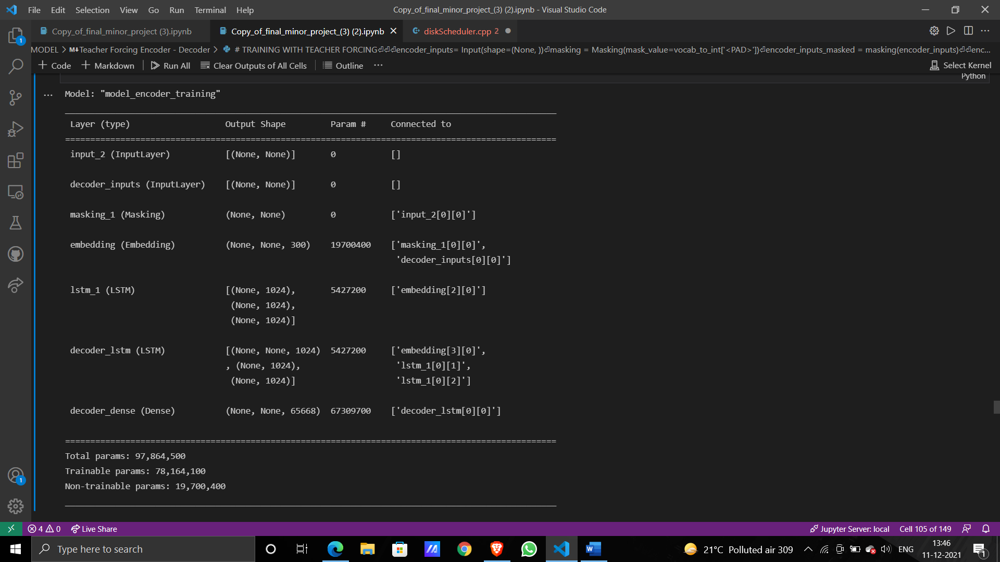 File Edit Selection View Go Run Terminal Help
Copy_of_final_minor_project_(3) (2).ipynb - Visual Studio Code
Copy_of_final_minor_project (3).ipynb
Copy_of_final_minor_project_(3) (2).ipynb
diskScheduler.cpp 2
MODEL > M↓Teacher Forcing Encoder - Decoder > # TRAINING WITH TEACHER FORCING⏎⏎⏎encoder_inputs= Input(shape=(None, ))⏎masking = Masking(mask_value=vocab_to_int['<PAD>'])⏎encoder_inputs_masked = masking(encoder_inputs)⏎⏎enc...
+ Code + Markdown Run All Clear Outputs of All Cells Outline ... Select Kernel
Python
... Model: "model_encoder_training"
Layer (type) Output Shape Param # Connected to
==================================================================================================
input_2 (InputLayer) [(None, None)] 0 []
decoder_inputs (InputLayer) [(None, None)] 0 []
masking_1 (Masking) (None, None) 0 ['input_2[0][0]']
embedding (Embedding) (None, None, 300) 19700400 ['masking_1[0][0]',
'decoder_inputs[0][0]']
lstm_1 (LSTM) [(None, 1024), 5427200 ['embedding[2][0]']
(None, 1024),
(None, 1024)]
decoder_lstm (LSTM) [(None, None, 1024) 5427200 ['embedding[3][0]',
, (None, 1024), 'lstm_1[0][1]',
(None, 1024)] 'lstm_1[0][2]']
decoder_dense (Dense) (None, None, 65668) 67309700 ['decoder_lstm[0][0]']
==================================================================================================
Total params: 97,864,500
Trainable params: 78,164,100
Non-trainable params: 19,700,400
1
1
4 0 Live Share
Jupyter Server: local Cell 105 of 149
Type here to search
21°C Polluted air 309
ENG
13:46
11-12-2021
1